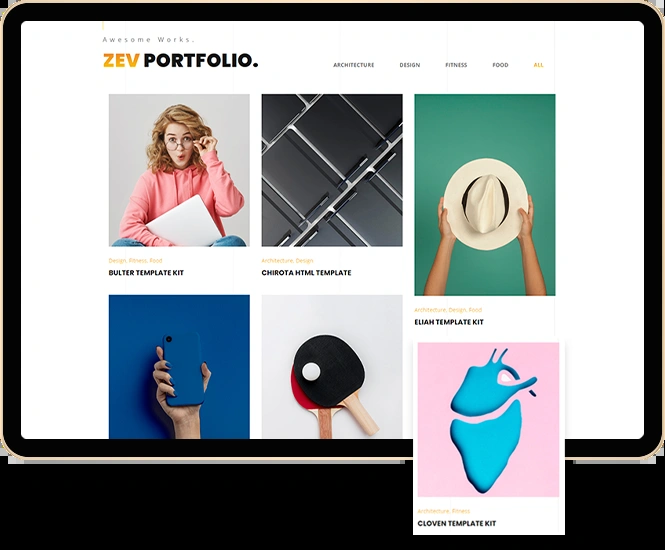 Awesome Works.
ZEV PORTFOLIO.
ARCHITECTURE DESIGN FITNESS FOOD ALL
Design, Fitness, Food
BULTER TEMPLATE KIT
Architecture, Design
CHIROTA HTML TEMPLATE
Architecture, Design, Food
ELIAH TEMPLATE KIT
Architecture, Fitness
CLOVEN TEMPLATE KIT